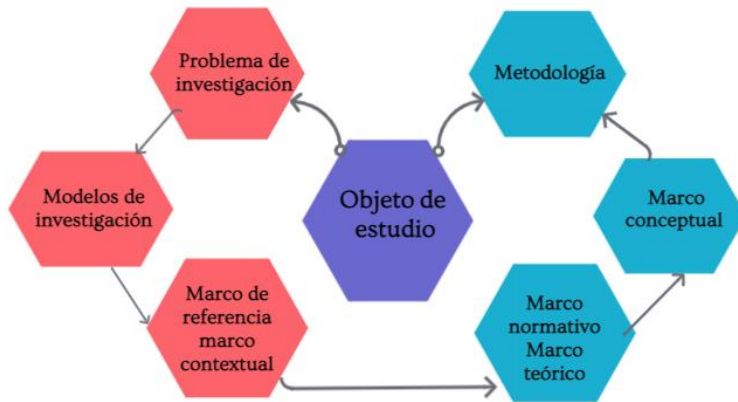 Problema de
investigación
Metodología
Modelos de
investigación
Objeto de
estudio
Marco
conceptual
Marco de
referencia
marco
contextual
Marco
normativo
Marco
teórico